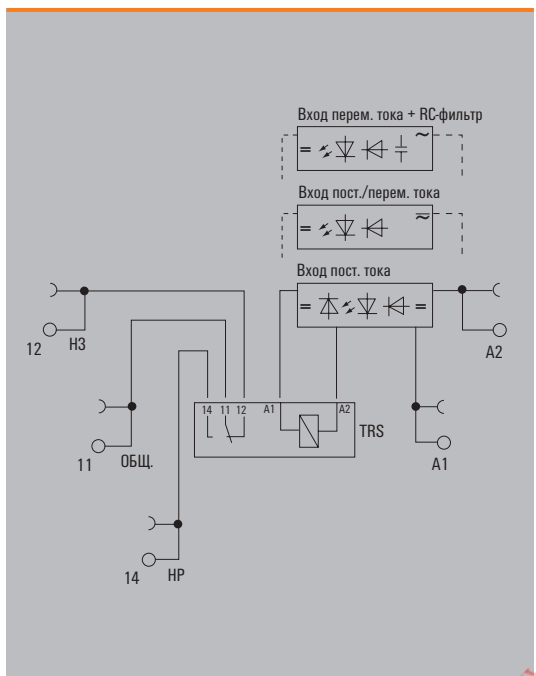 Вход перем. тока + RC-фильтр
= ~
Вход пост./перем. тока
= ≂
Вход пост. тока
= =
12 НЗ
A2
14 11 12 A1 A2
TRS
11 ОБЩ.
A1
14 НР